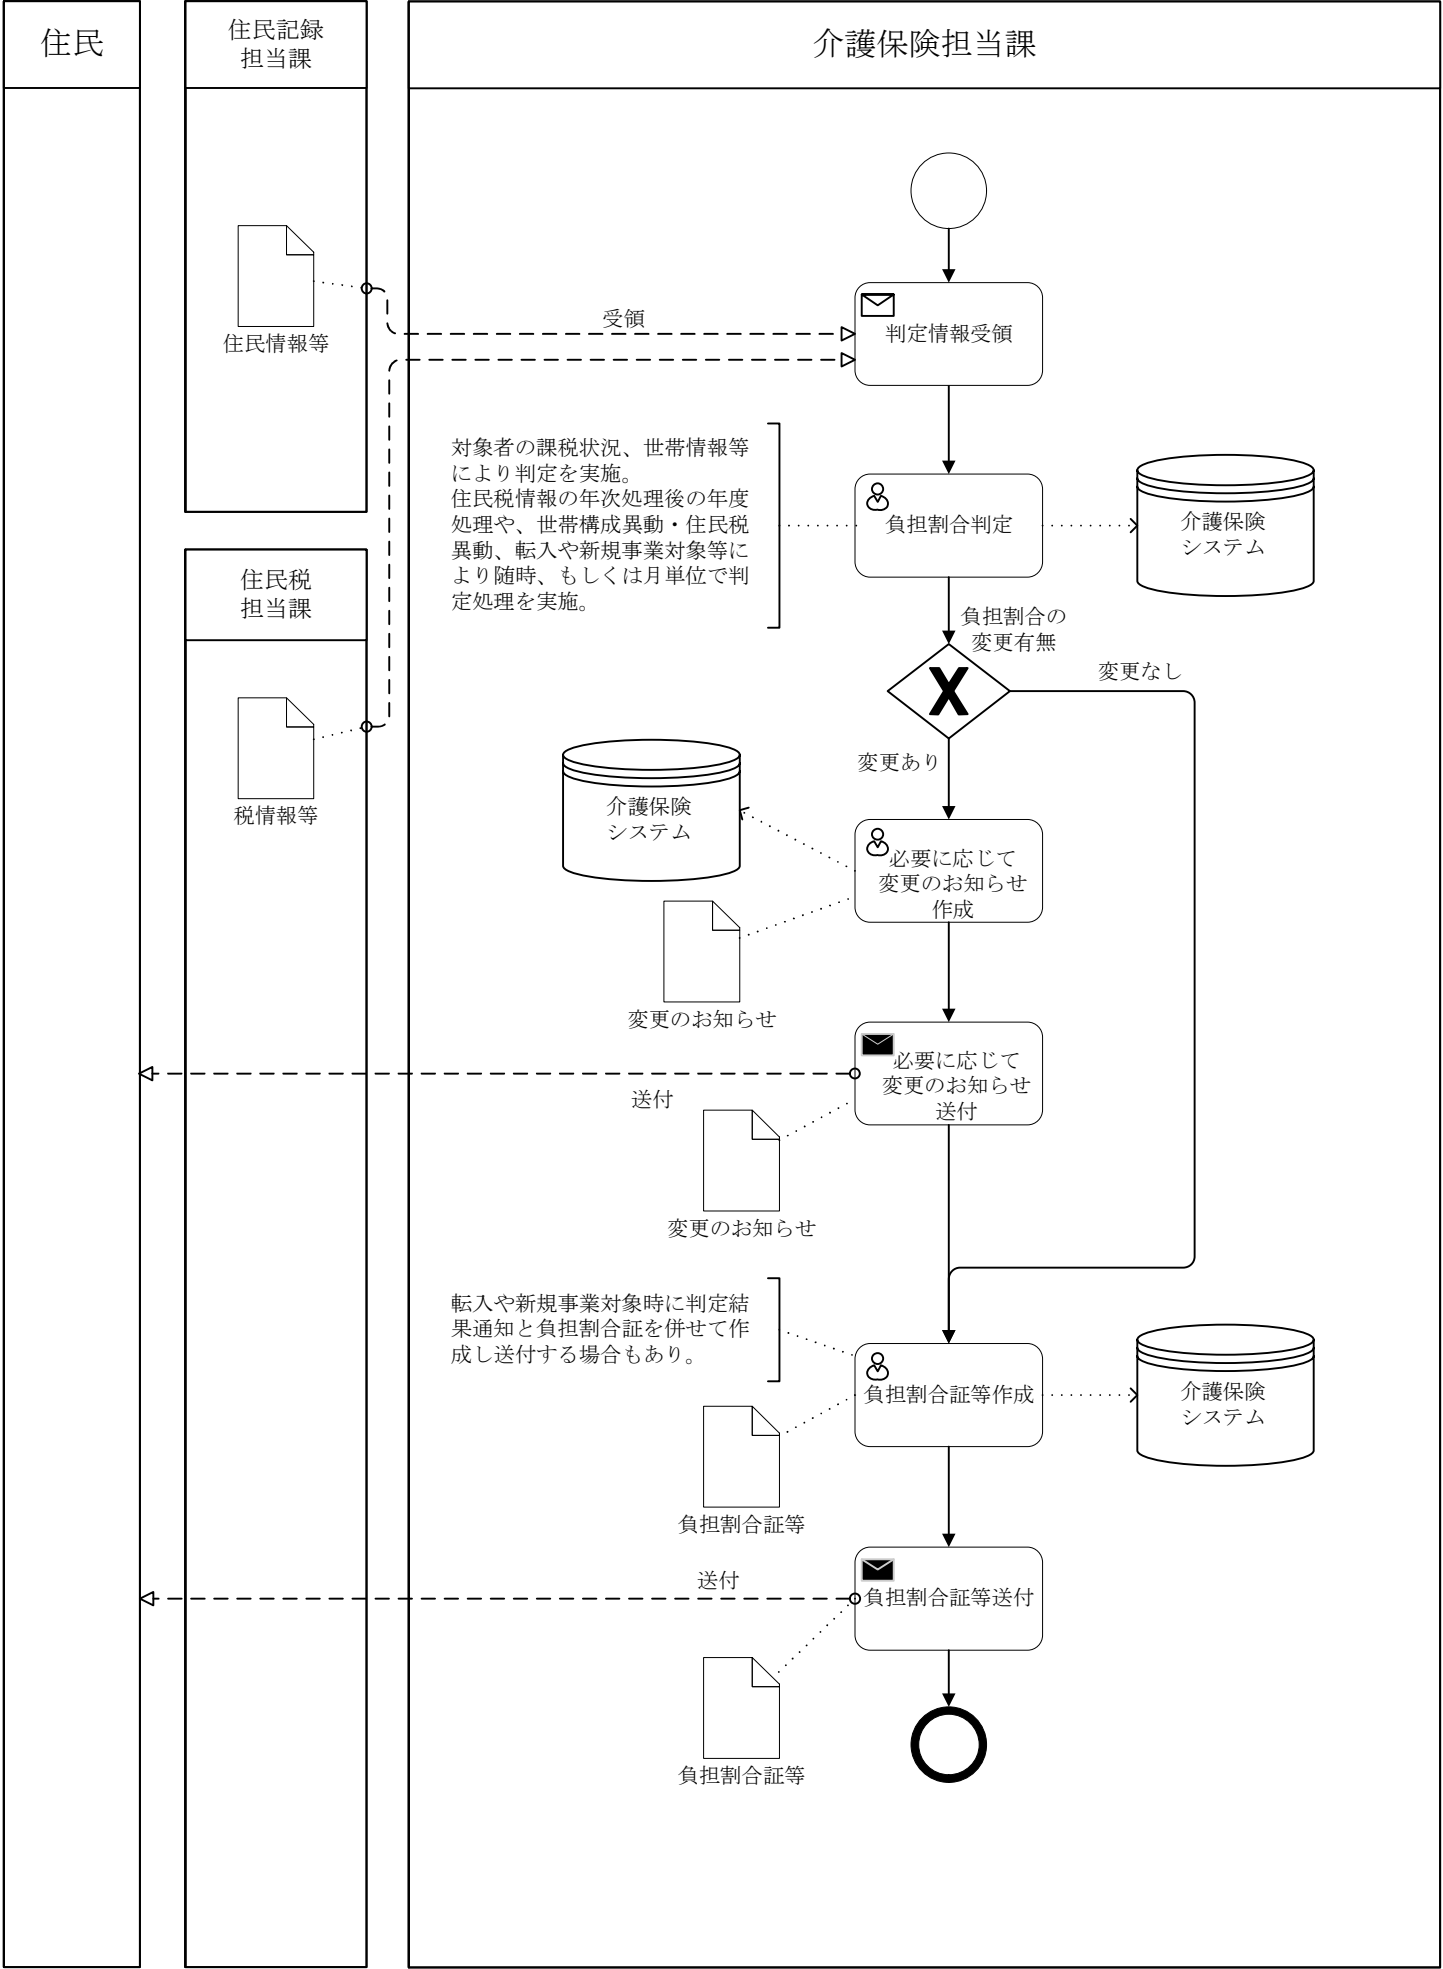 住民
住民記録
担当課
介護保険担当課
住民情報等
受領
判定情報受領
対象者の課税状況、世帯情報等
により判定を実施。
住民税情報の年次処理後の年度
処理や、世帯構成異動・住民税
異動、転入や新規事業対象等に
より随時、もしくは月単位で判
定処理を実施。
負担割合判定
介護保険
システム
住民税
担当課
税情報等
負担割合の
変更有無
変更なし
変更あり
介護保険
システム
必要に応じて
変更のお知らせ
作成
変更のお知らせ
必要に応じて
変更のお知らせ
送付
送付
変更のお知らせ
転入や新規事業対象時に判定結
果通知と負担割合証を併せて作
成し送付する場合もあり。
負担割合証等作成
介護保険
システム
負担割合証等
送付
負担割合証等送付
負担割合証等